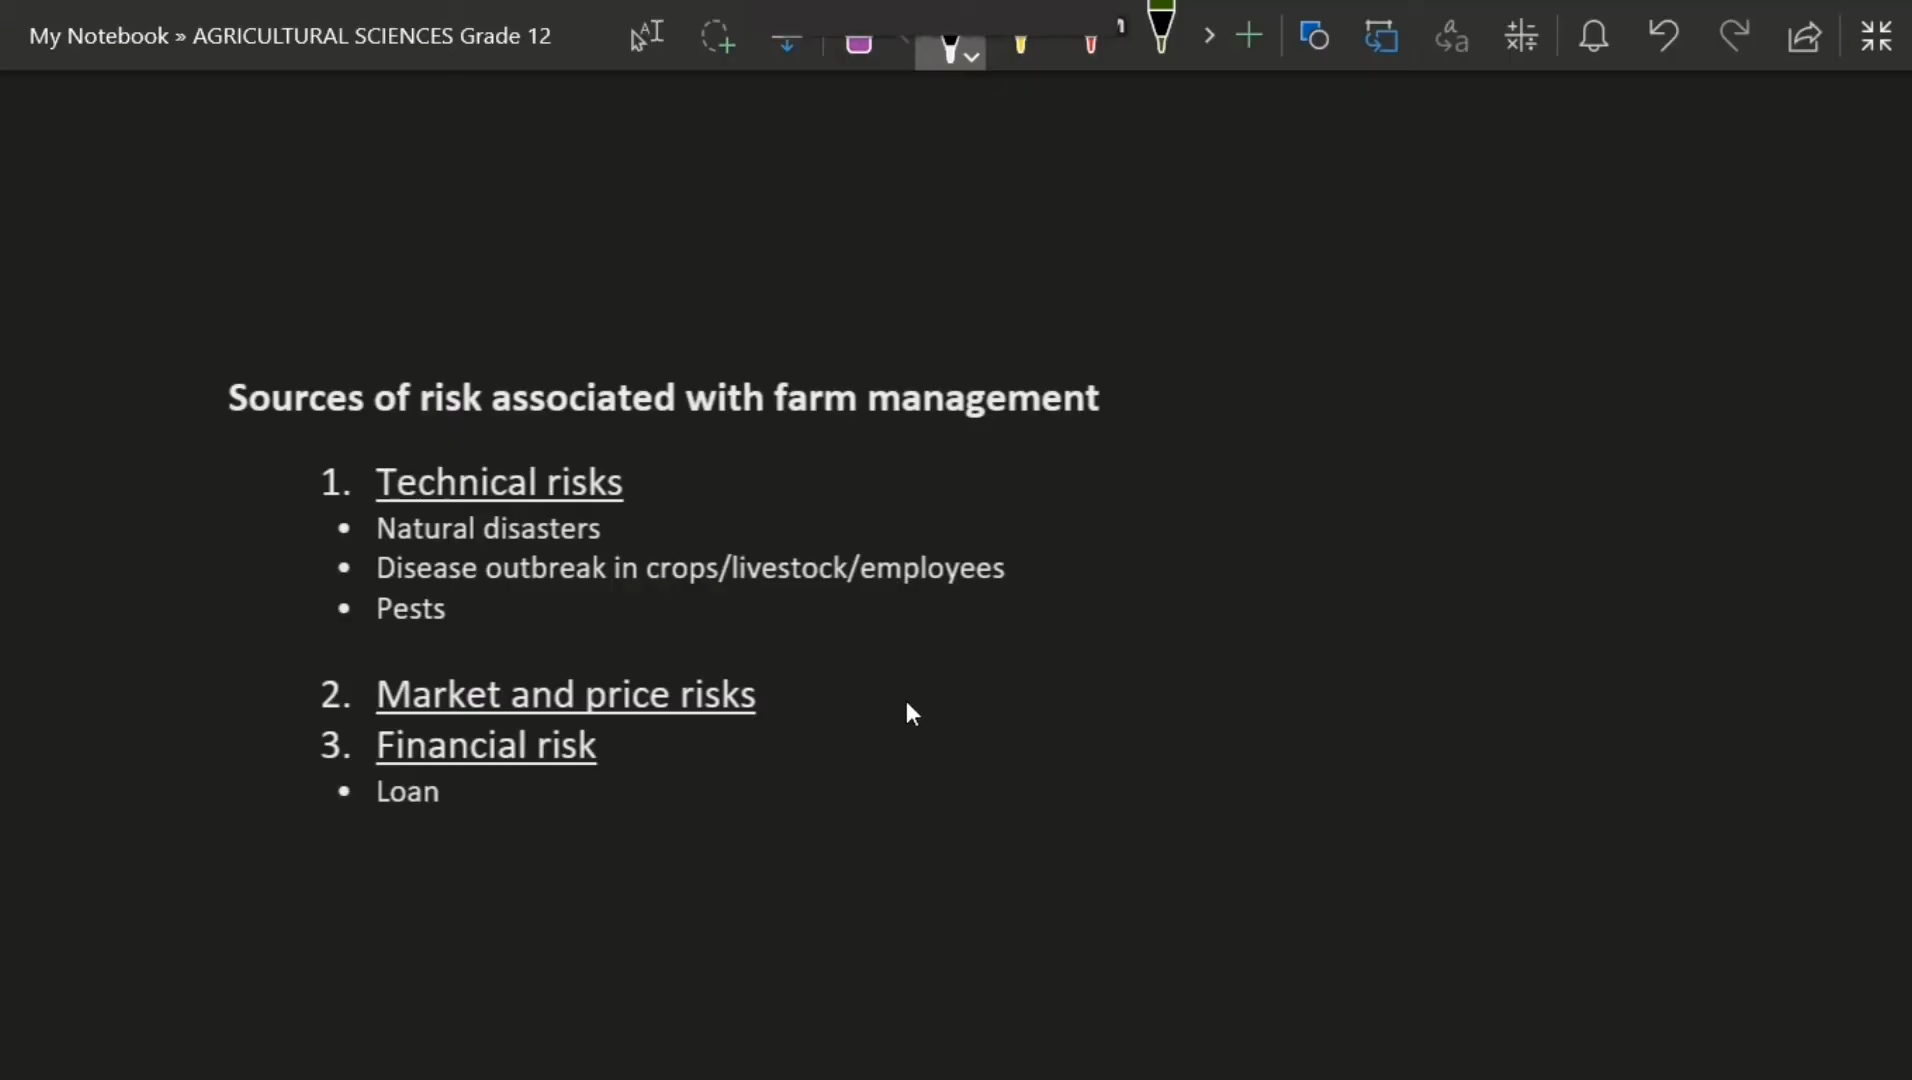 My Notebook » AGRICULTURAL SCIENCES Grade 12
Sources of risk associated with farm management
1. Technical risks
• Natural disasters
• Disease outbreak in crops/livestock/employees
• Pests
2. Market and price risks
3. Financial risk
• Loan